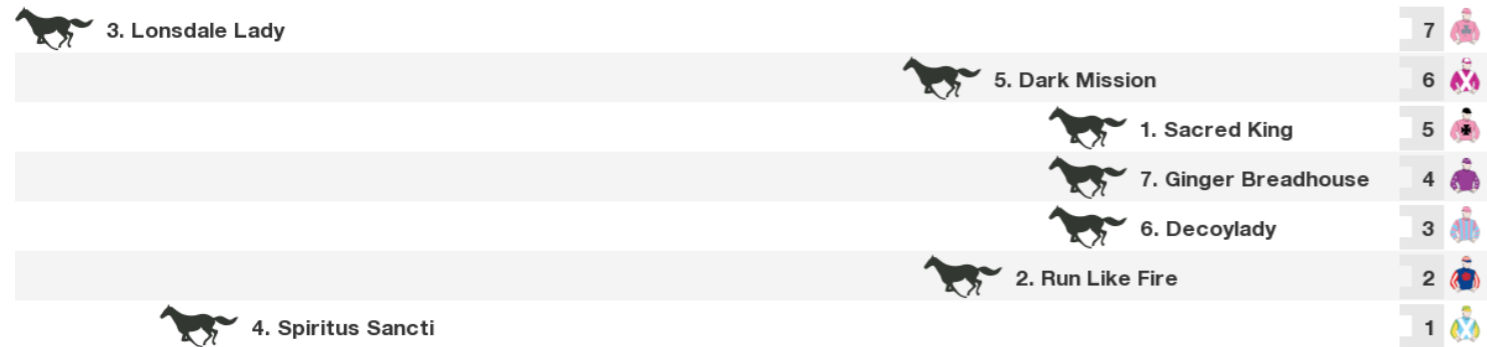 3. Lonsdale Lady 7
5. Dark Mission 6
1. Sacred King 5
7. Ginger Breadhouse 4
6. Decoylady 3
2. Run Like Fire 2
4. Spiritus Sancti 1